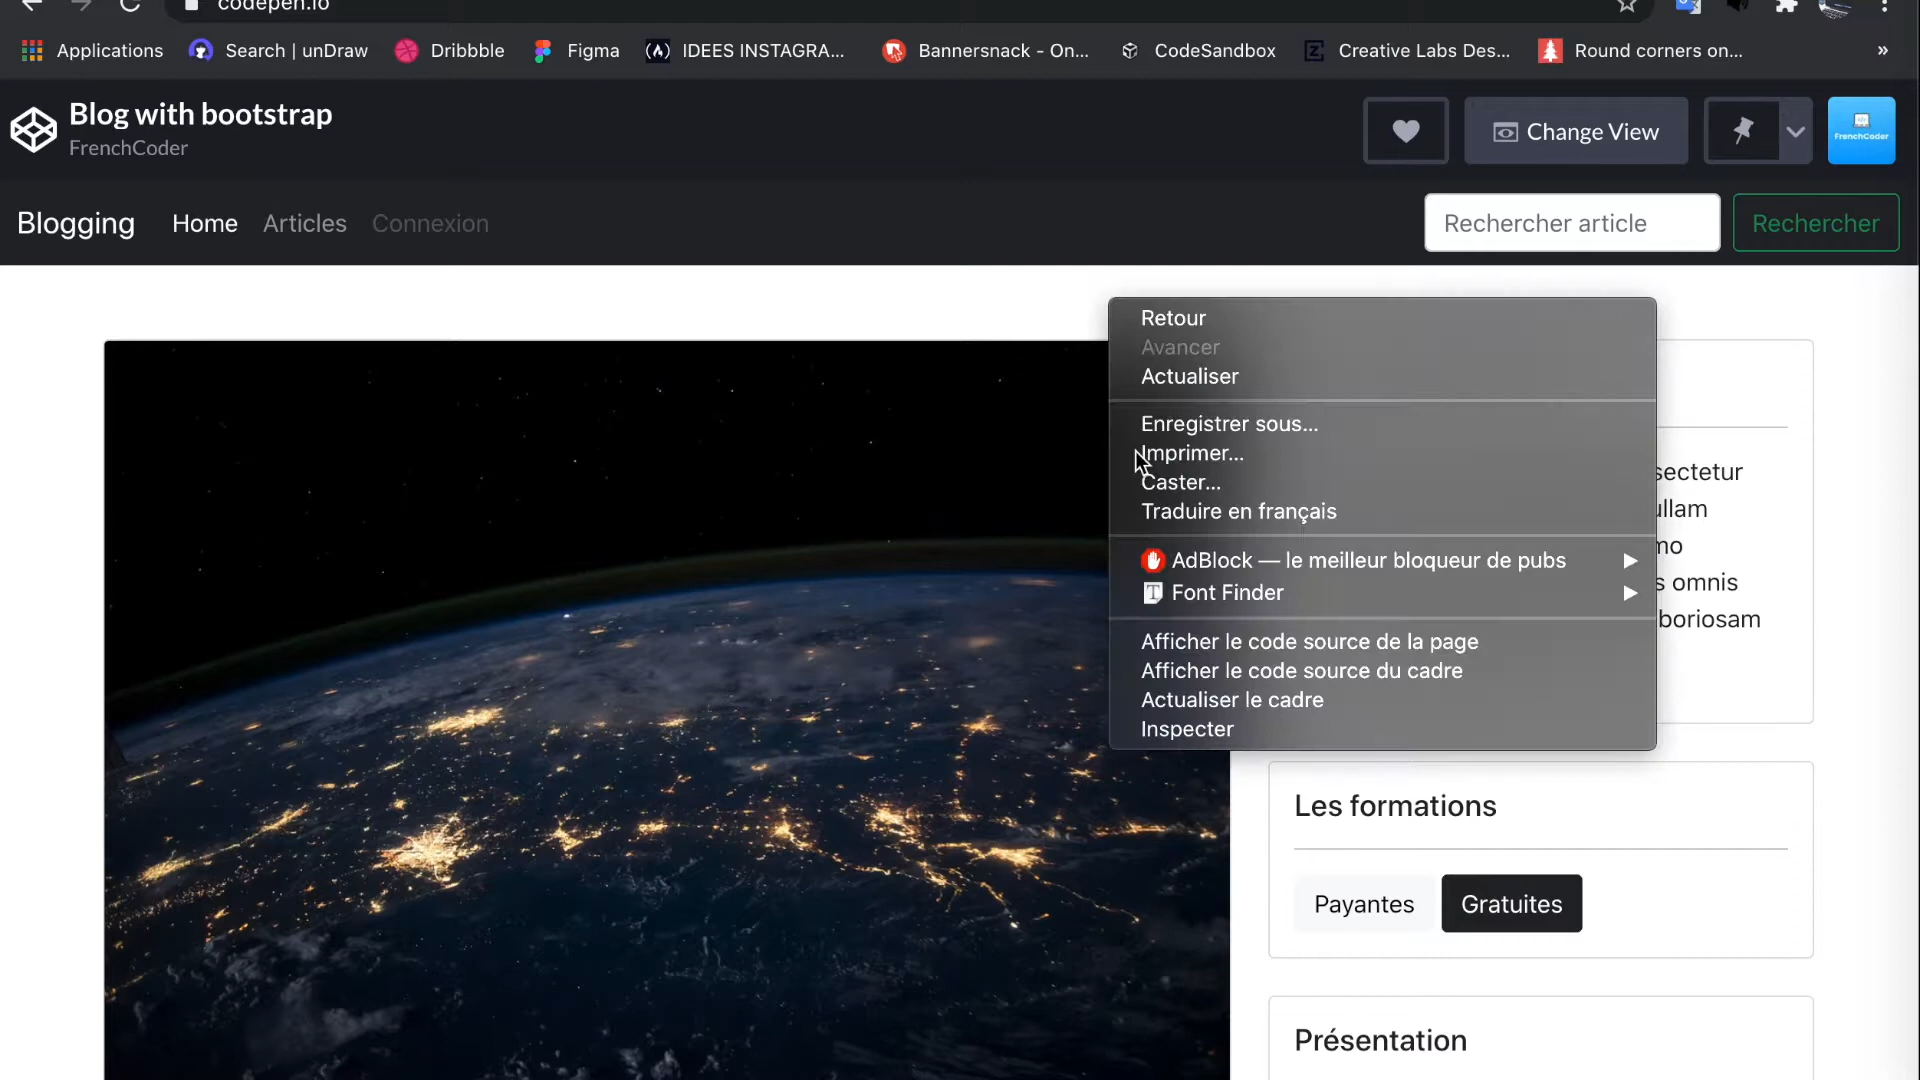 codepen.io
Applications Search | unDraw Dribbble Figma IDEES INSTAGRA... Bannersnack - On... CodeSandbox Creative Labs Des... Round corners on... »
Blog with bootstrap
FrenchCoder
Change View
FrenchCoder
Blogging Home Articles Connexion Rechercher article Rechercher
Retour
Avancer
Actualiser
Enregistrer sous...
Imprimer...
Caster...
Traduire en français
AdBlock — le meilleur bloqueur de pubs
Font Finder
Afficher le code source de la page
Afficher le code source du cadre
Actualiser le cadre
Inspecter
sectetur
ullam
mo
s omnis
boriosam
Les formations
Payantes Gratuites
Présentation